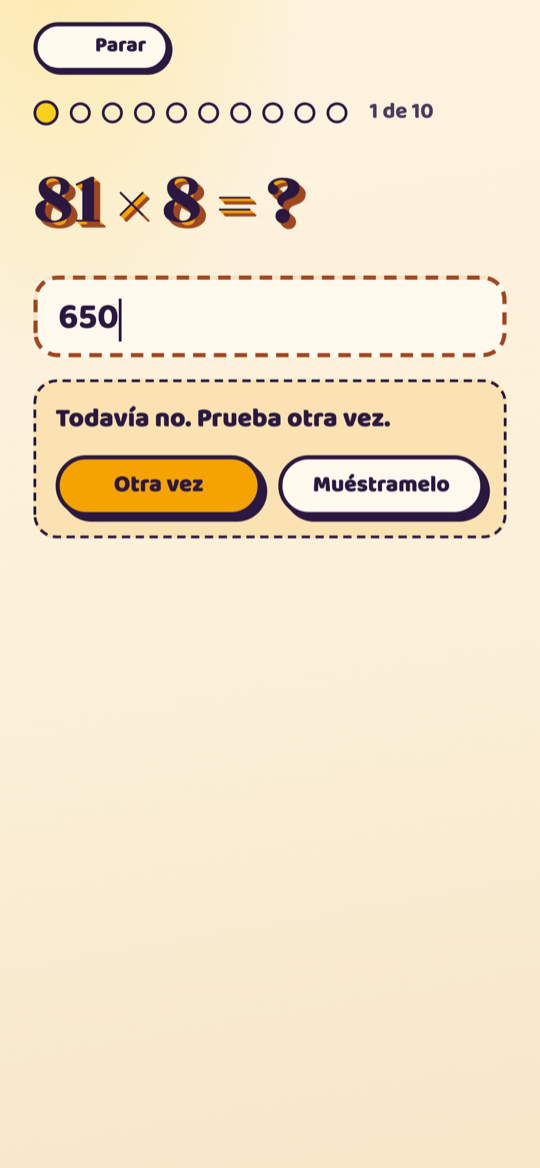 Parar
1 de 10
81 × 8 = ?
650
Todavía no. Prueba otra vez.
Otra vez
Muéstramelo